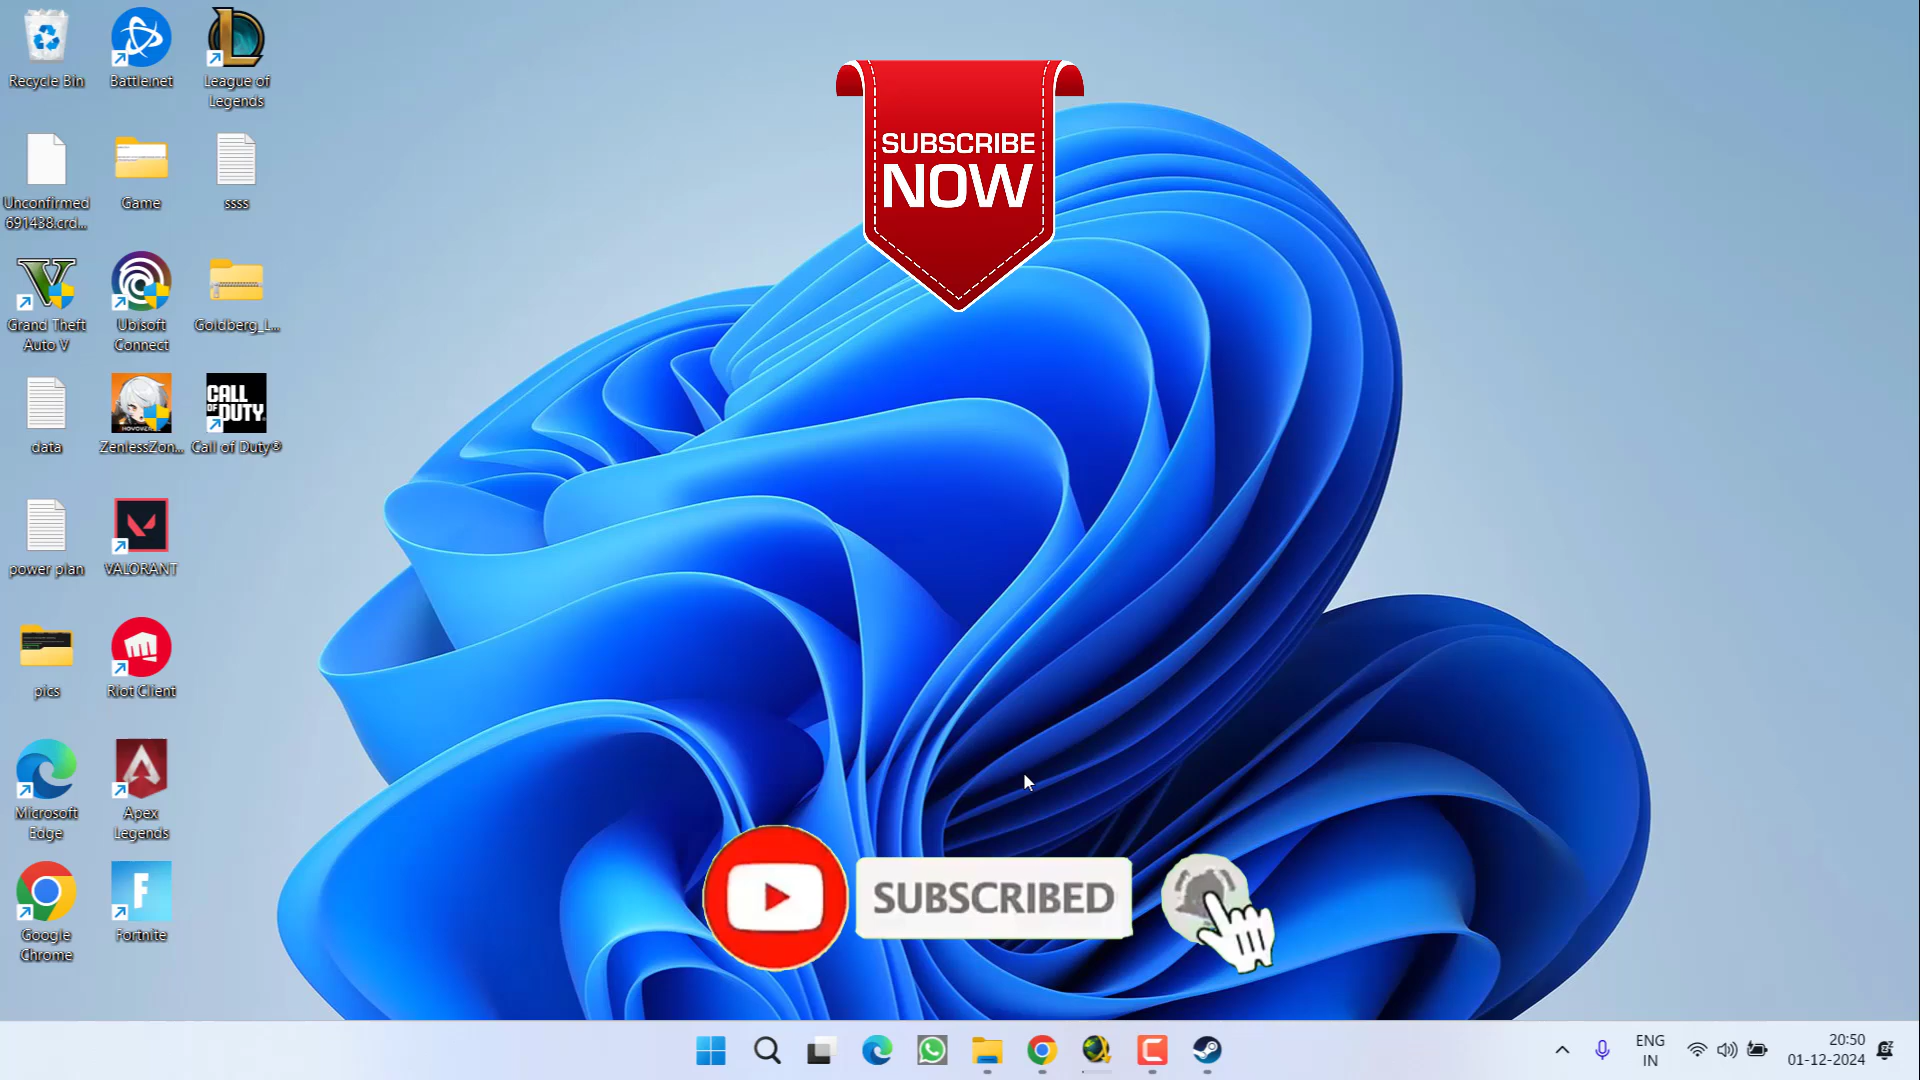 Recycle Bin
Battle.net
League of
Legends
SUBSCRIBE
NOW
Unconfirmed
691438.crd...
Game
ssss
Grand Theft
Auto V
Ubisoft
Connect
Goldberg_L...
data
ZenlessZon...
CALL
OF DUTY
Call of Duty®
power plan
VALORANT
pics
Riot Client
Microsoft
Edge
Apex
Legends
Google
Chrome
F
Fortnite
SUBSCRIBED
ENG
IN
20:50
01-12-2024